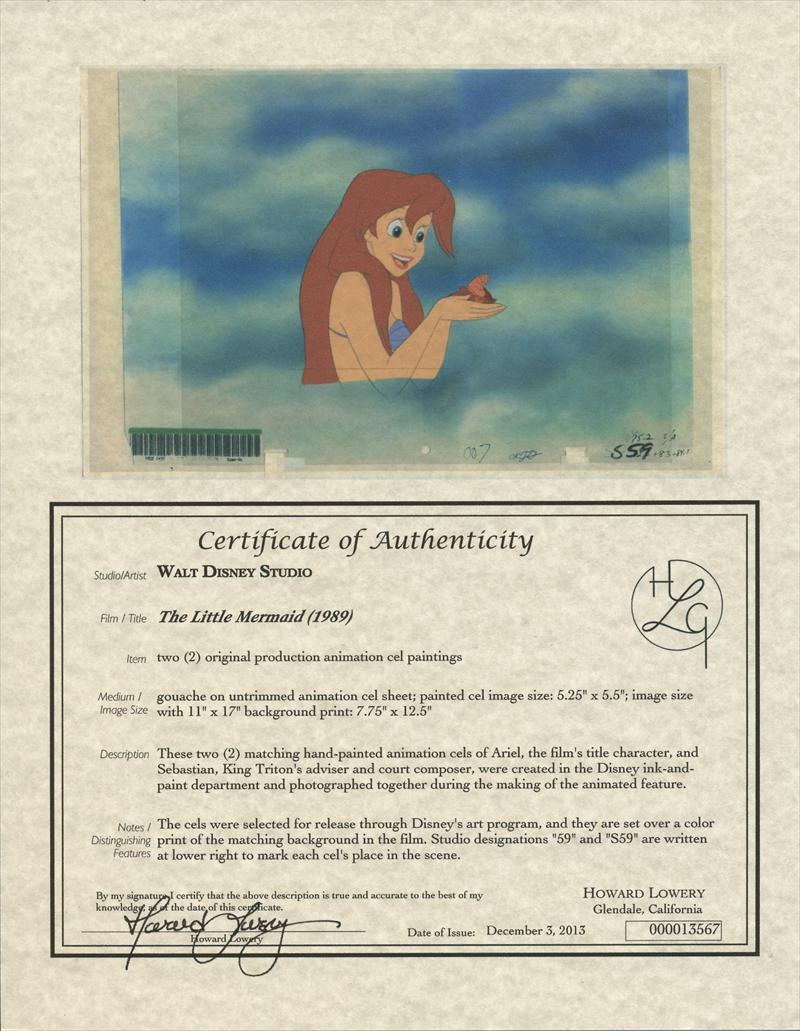 007
S59
Certificate of Authenticity
Studio/Artist WALT DISNEY STUDIO
Film / Title The Little Mermaid (1989)
Item two (2) original production animation cel paintings
Medium / gouache on untrimmed animation cel sheet; painted cel image size: 5.25" x 5.5"; image size
Image Size with 11" x 17" background print: 7.75" x 12.5"
Description These two (2) matching hand-painted animation cels of Ariel, the film's title character, and
Sebastian, King Triton's adviser and court composer, were created in the Disney ink-and-
paint department and photographed together during the making of the animated feature.
Notes / The cels were selected for release through Disney's art program, and they are set over a color
Distinguishing print of the matching background in the film. Studio designations "59" and "S59" are written
Features at lower right to mark each cel's place in the scene.
By my signature I certify that the above description is true and accurate to the best of my
knowledge, as of the date of this certificate.
Howard Lowery
Howard Lowery
Date of Issue: December 3, 2013
HLG
HOWARD LOWERY
Glendale, California
000013567